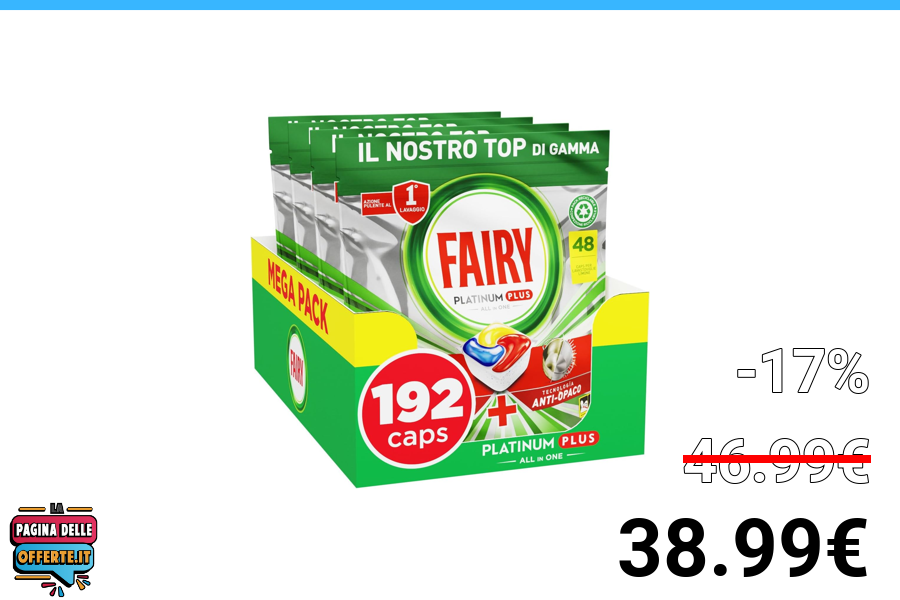 IL NOSTRO TOP DI GAMMA
AZIONE
PULENTE AL
1°
LAVAGGIO
FAIRY
PLATINUM PLUS
ALL IN ONE
48
MEGA PACK
FAIRY
192
caps
TECNOLOGIA
ANTI-OPACO
PLATINUM PLUS
ALL IN ONE
-17%
46.99€
38.99€
LA
PAGINA DELLE
OFFERTE.IT